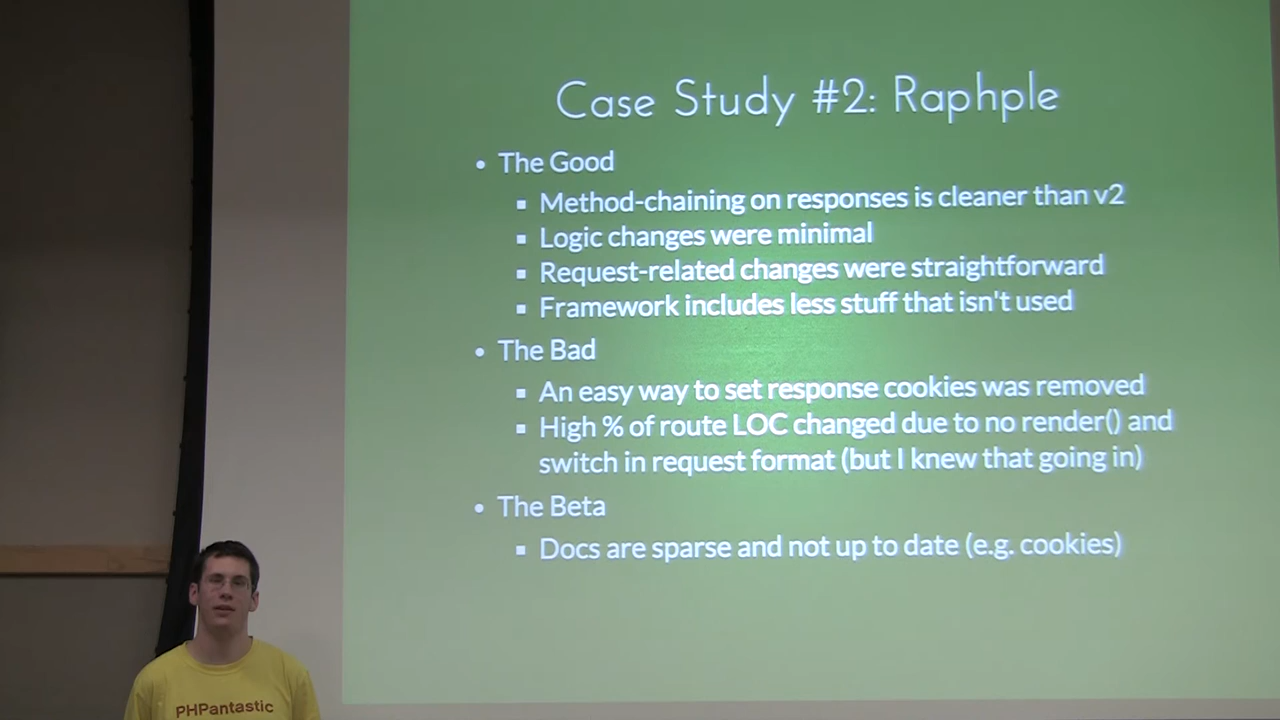 Case Study #2: Raphple
• The Good
▪ Method-chaining on responses is cleaner than v2
▪ Logic changes were minimal
▪ Request-related changes were straightforward
▪ Framework includes less stuff that isn't used
• The Bad
▪ An easy way to set response cookies was removed
▪ High % of route LOC changed due to no render() and
switch in request format (but I knew that going in)
• The Beta
▪ Docs are sparse and not up to date (e.g. cookies)
PHPantastic